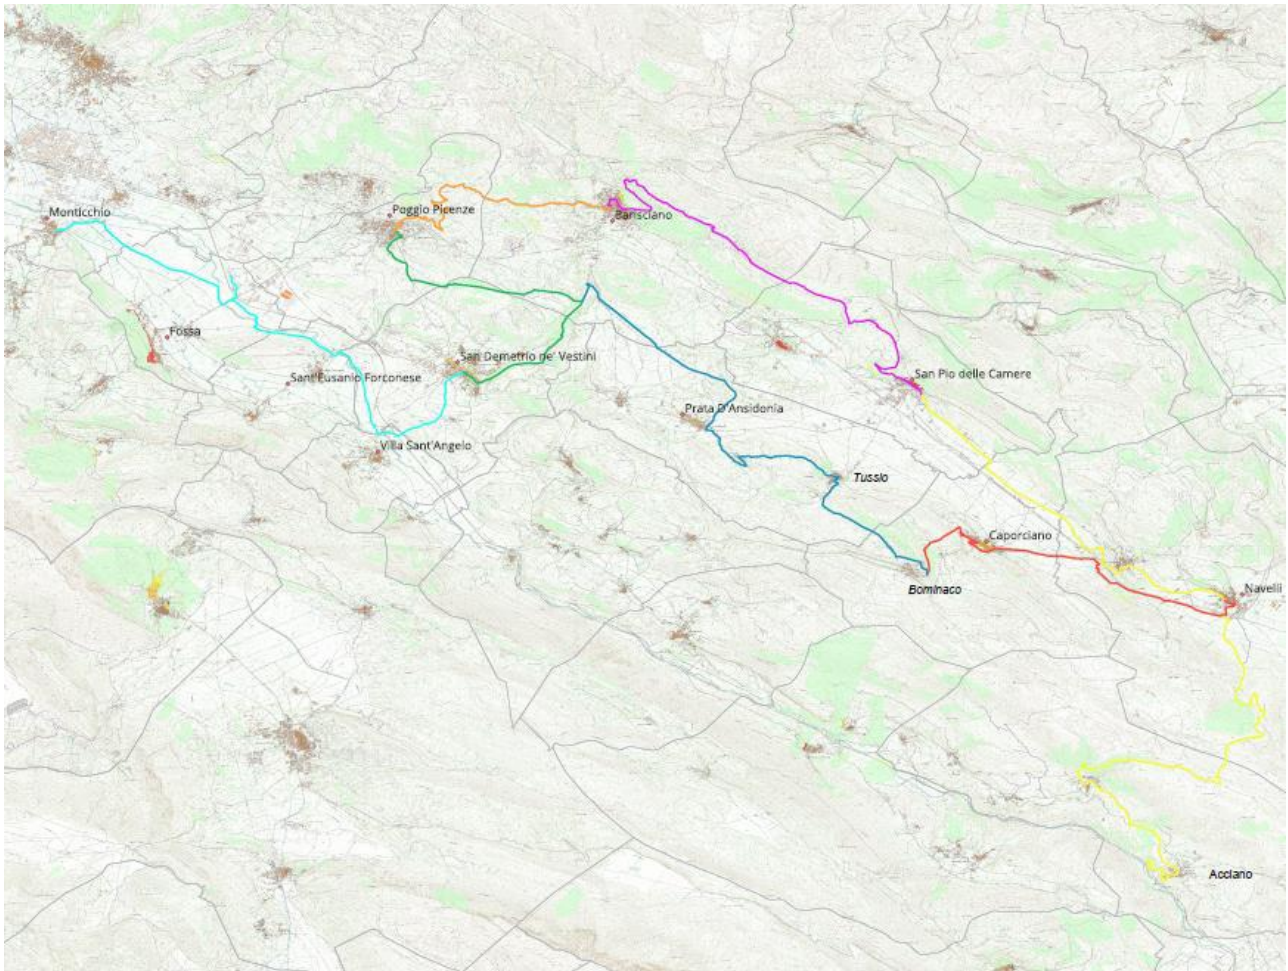 Monticchio
Poggio Picenze
Barisciano
Fossa
San Demetrio ne' Vestini
Sant'Eusanio Forconese
San Pio delle Camere
Prata D'Ansidonia
Villa Sant'Angelo
Tussio
Caporciano
Bominaco
Navelli
Acciano